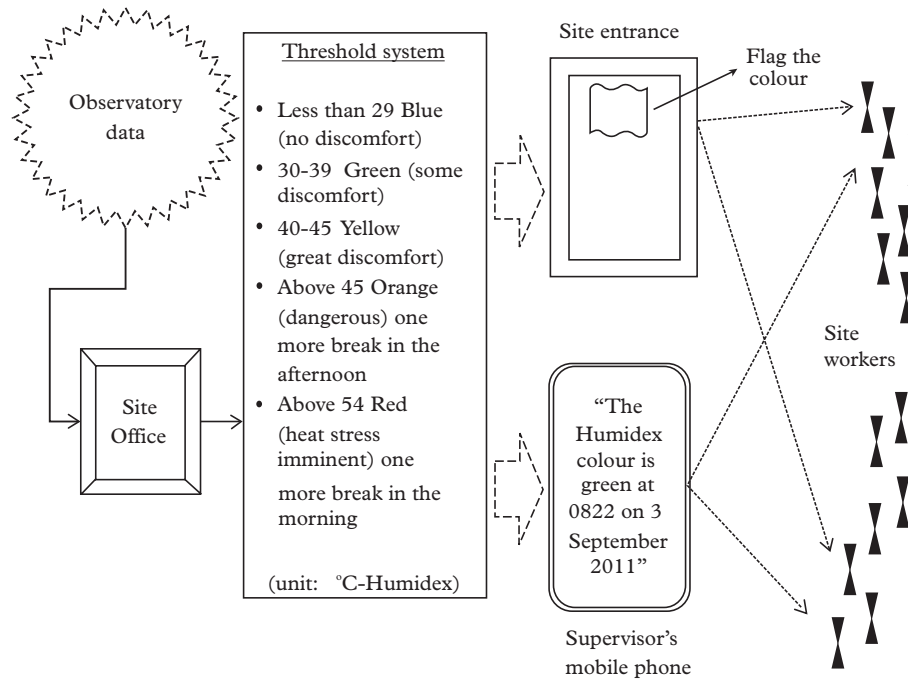 Observatory
data
Site
Office
Threshold system
• Less than 29 Blue
(no discomfort)
• 30-39 Green (some
discomfort)
• 40-45 Yellow
(great discomfort)
• Above 45 Orange
(dangerous) one
more break in the
afternoon
• Above 54 Red
(heat stress
imminent) one
more break in the
morning
(unit: °C-Humidex)
Site entrance
Flag the
colour
“The
Humidex
colour is
green at
0822 on 3
September
2011”
Supervisor’s
mobile phone
Site
workers